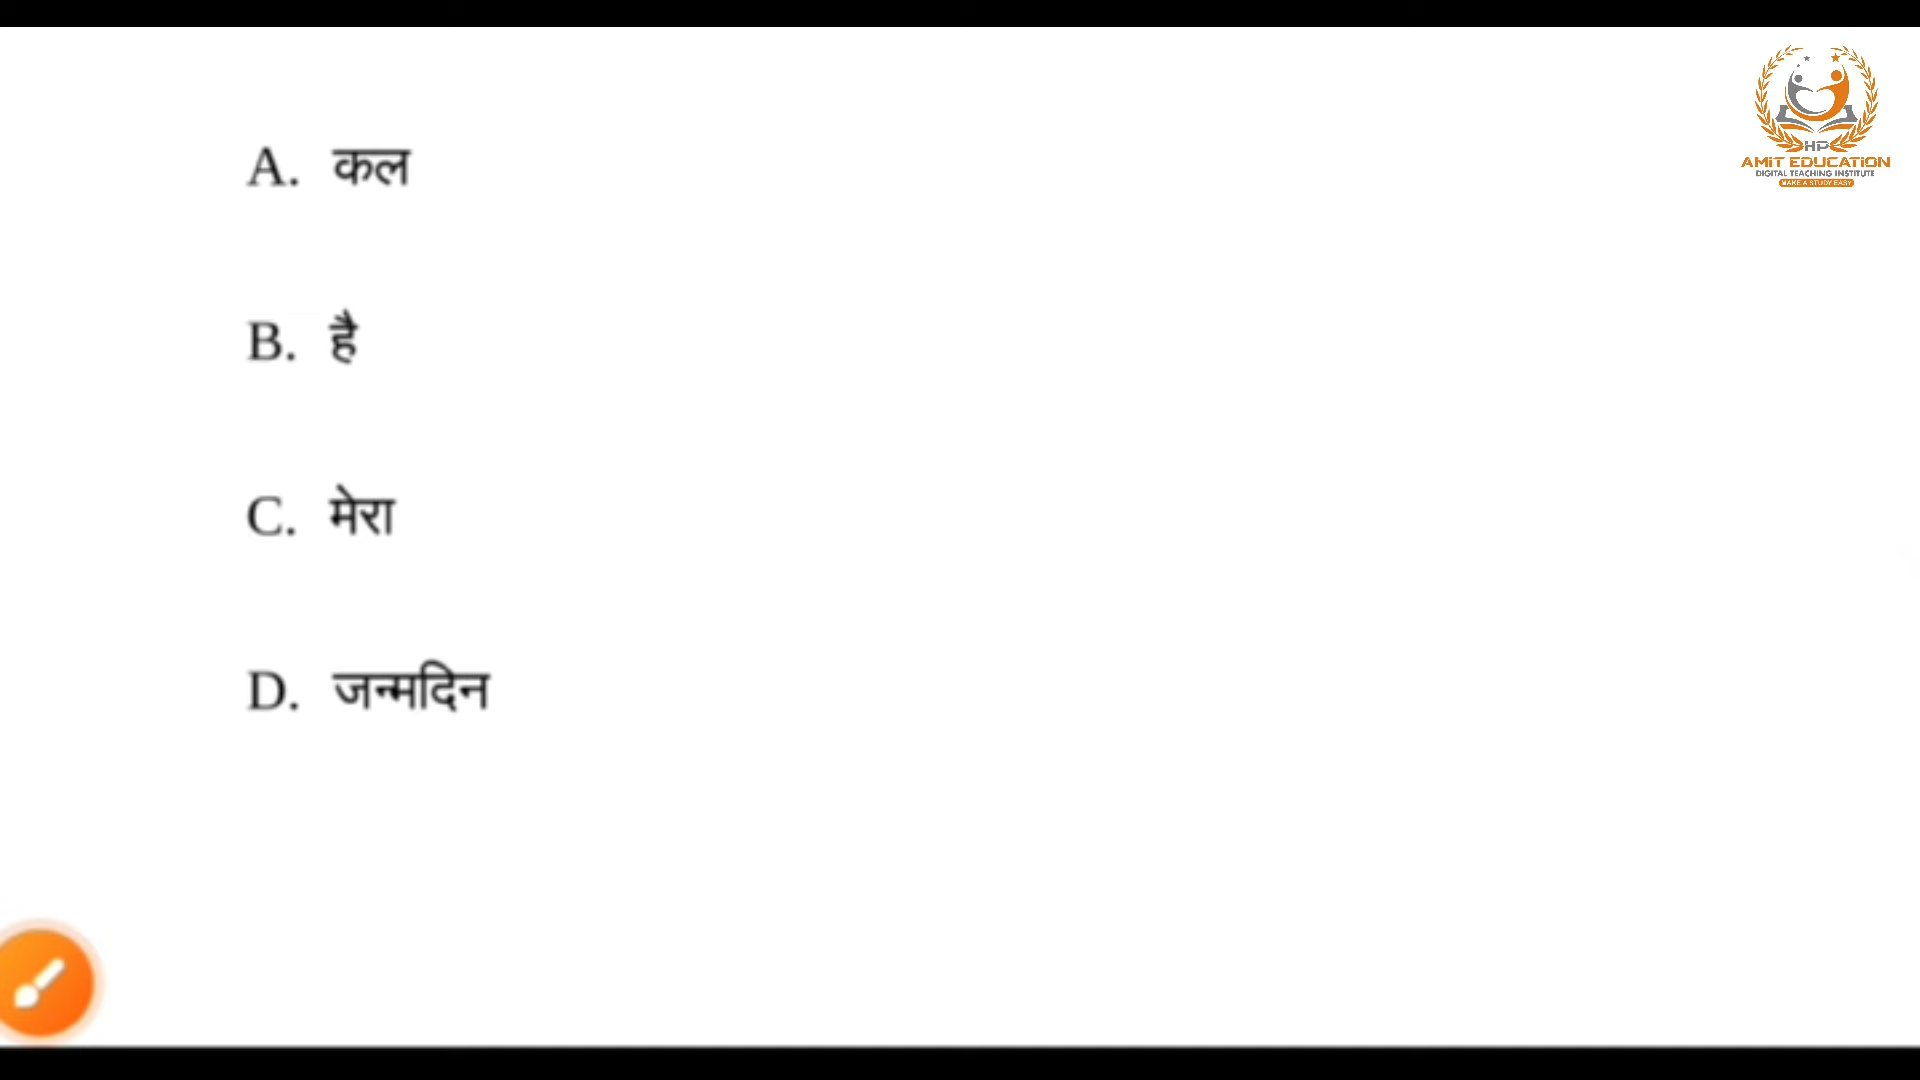 A. कल
B. है
C. मेरा
D. जन्मदिन
HP
AMiT EDUCATiON
DIGITAL TEACHING INSTITUTE
MAKE A STUDY EASY